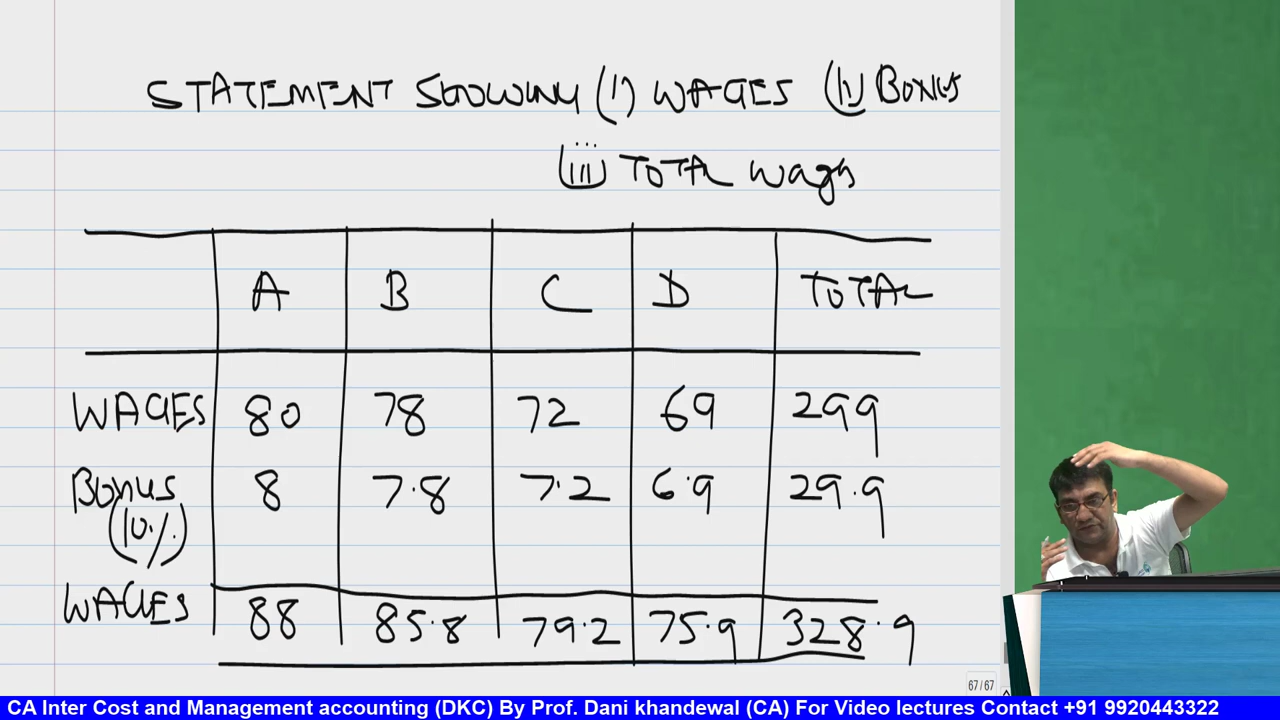 STATEMENT SHOWING (i) WAGES (ii) BONUS
(iii) TOTAL Wages
A B C D TOTAL
WAGES 80 78 72 69 299
Bonus 8 7.8 7.2 6.9 29.9
(10%)
WAGES 88 85.8 79.2 75.9 328.9
67/67
CA Inter Cost and Management accounting (DKC) By Prof. Dani khandewal (CA) For Video lectures Contact +91 9920443322